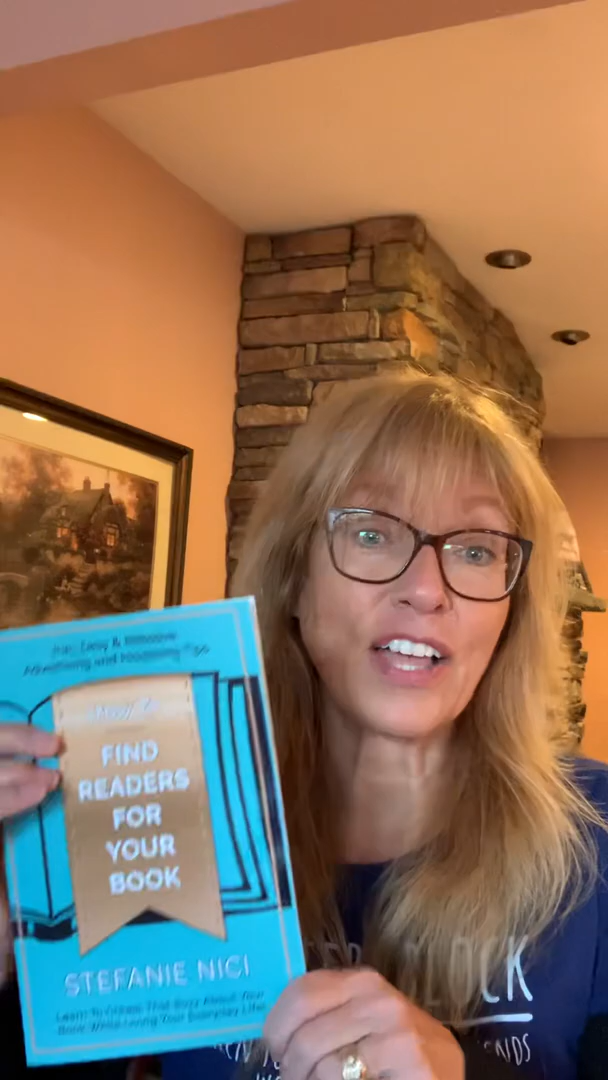 Fun, Easy & Effective
Advertising and Marketing Tips
How To
FIND
READERS
FOR
YOUR
BOOK
STEFANIE NICI
Learn To Create That Buzz About Your
Book While Living Your Everyday Life!
LOCK